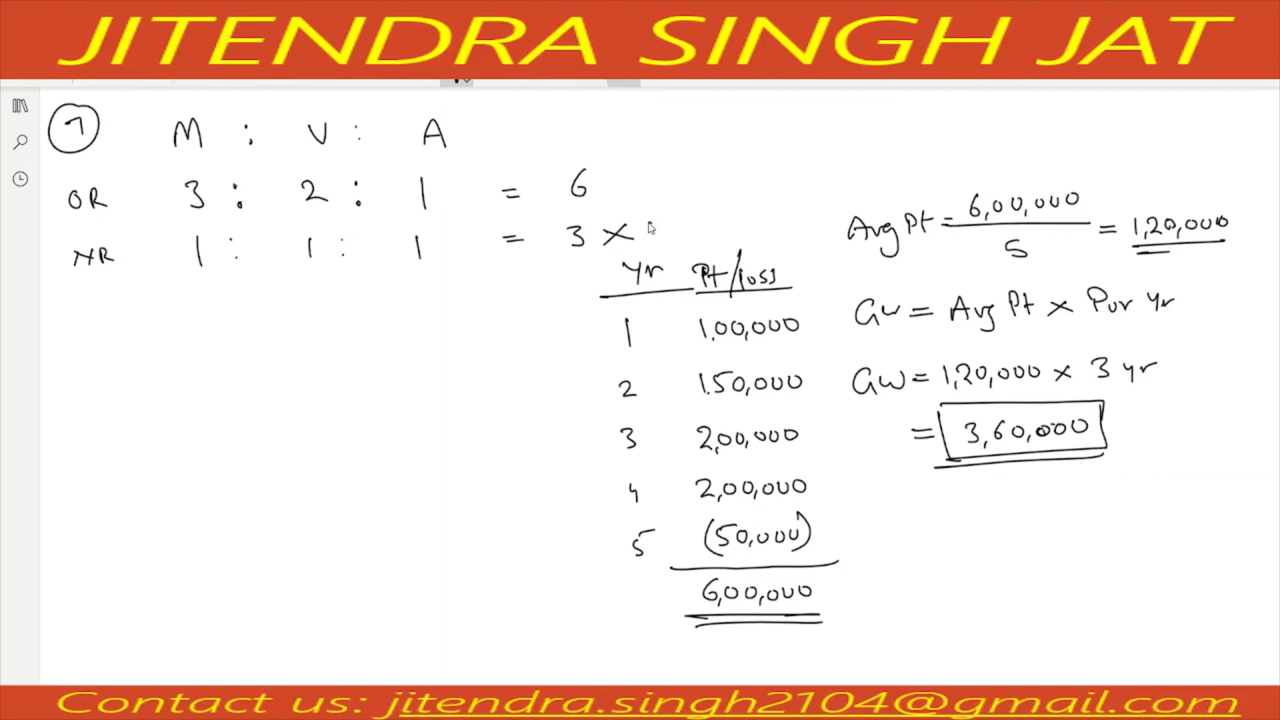 JITENDRA SINGH JAT
7 M : V : A
OR 3 : 2 : 1 = 6
NR 1 : 1 : 1 = 3 ×
Yr Pt/loss
1 1,00,000
2 1,50,000
3 2,00,000
4 2,00,000
5 (50,000)
6,00,000
Avg Pt = 6,00,000 / 5 = 1,20,000
GW = Avg Pt × Pur Yr
GW = 1,20,000 × 3 yr
= 3,60,000
Contact us: jitendra.singh2104@gmail.com